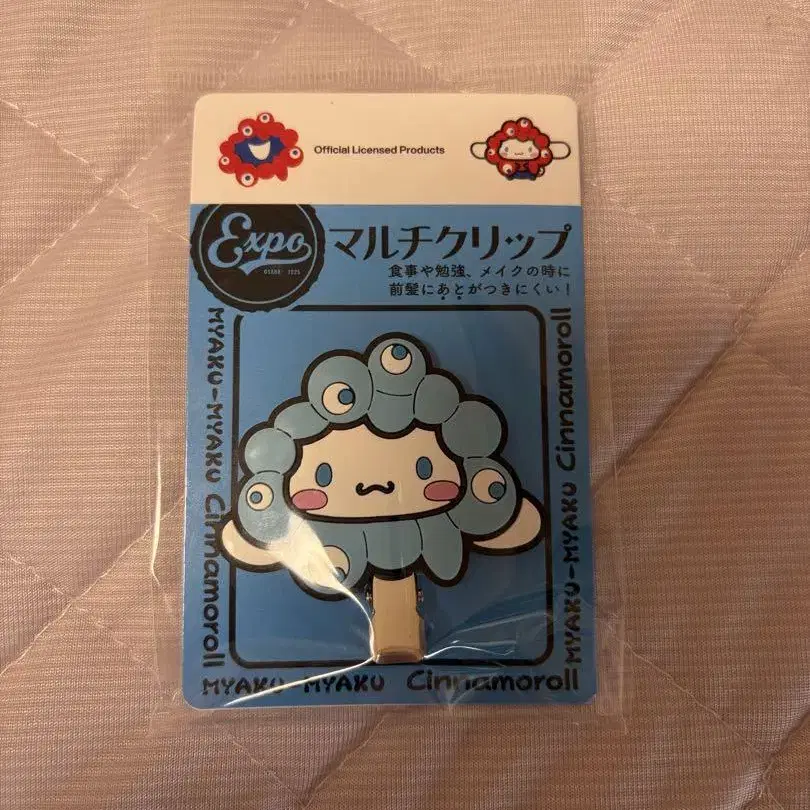 Official Licensed Products
Expo
OSAKA 2025
マルチクリップ
食事や勉強、メイクの時に
前髪にあとがつきにくい！
MYAKU-MYAKU Cinnamoroll
MYAKU-MYAKU Cinnamoroll
MYAKU-MYAKU Cinnamoroll